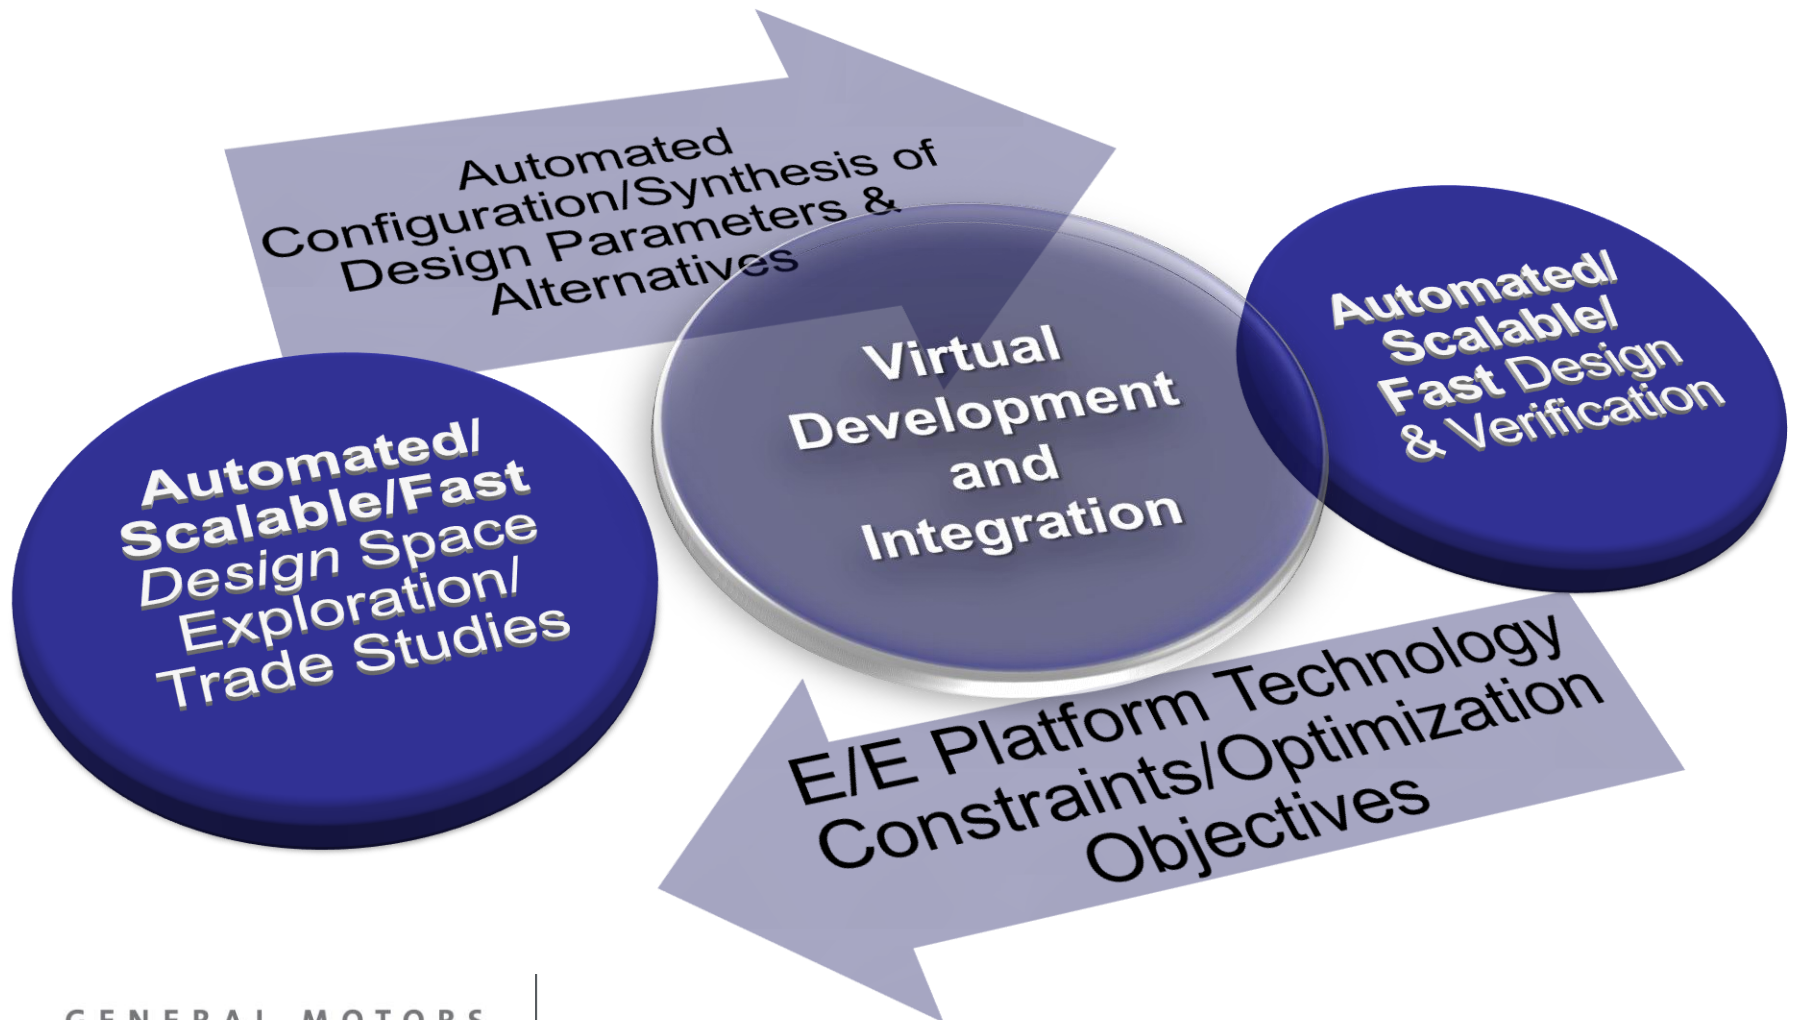 Automated
Configuration/Synthesis of
Design Parameters &
Alternatives
Automated/
Scalable/Fast
Design Space
Exploration/
Trade Studies
Virtual
Development
and
Integration
Automated/
Scalable/
Fast Design
& Verification
E/E Platform Technology
Constraints/Optimization
Objectives
GENERAL MOTORS